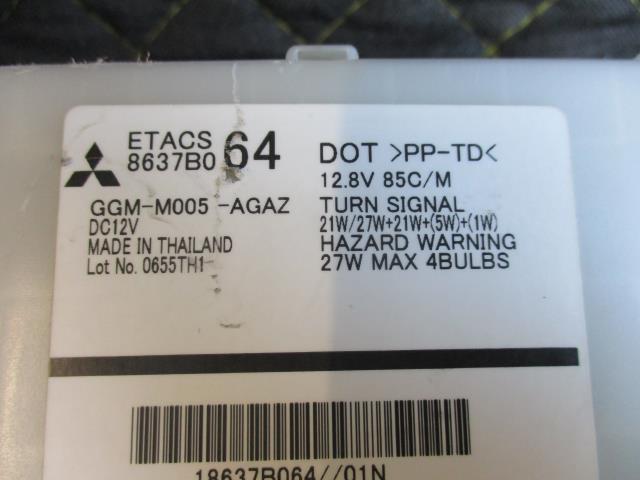 ETACS
8637B0 64
GGM-M005 -AGAZ
DC12V
MADE IN THAILAND
Lot No. 0655TH1
DOT >PP-TD<
12.8V 85C/M
TURN SIGNAL
21W/27W+21W+(5W)+(1W)
HAZARD WARNING
27W MAX 4BULBS
18637B064//01N